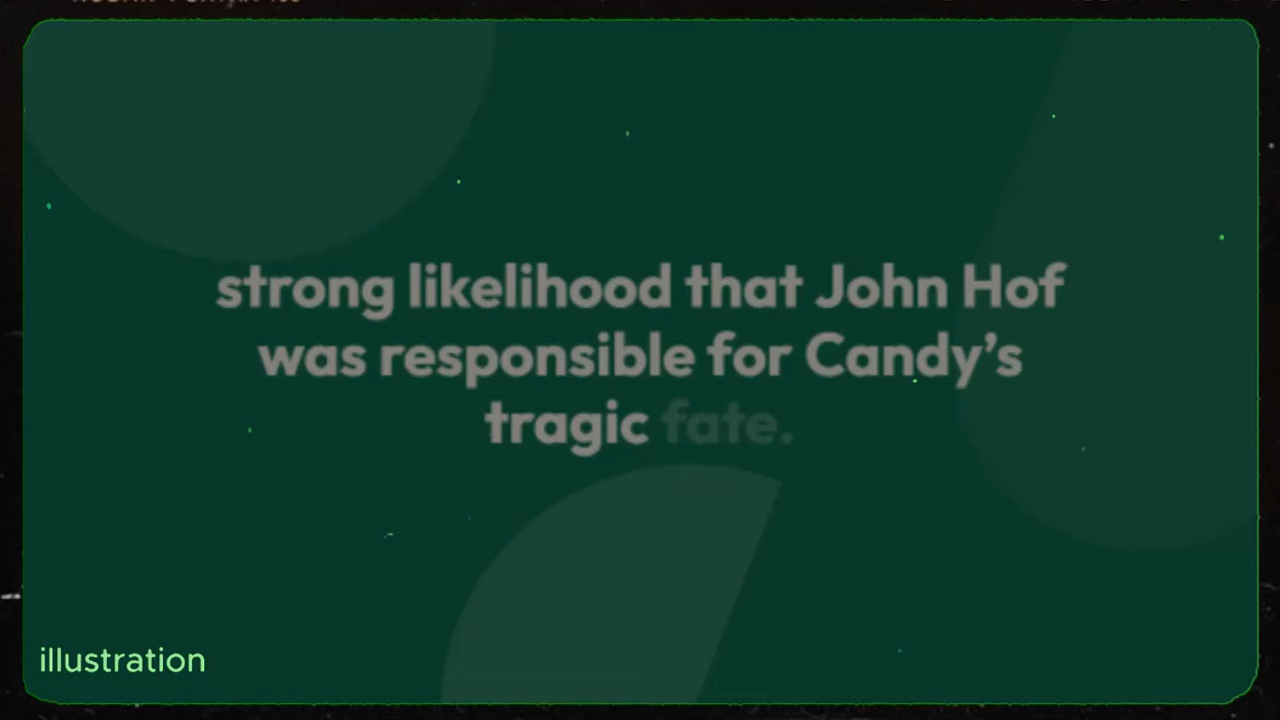 strong likelihood that John Hof
was responsible for Candy’s
tragic fate.
illustration